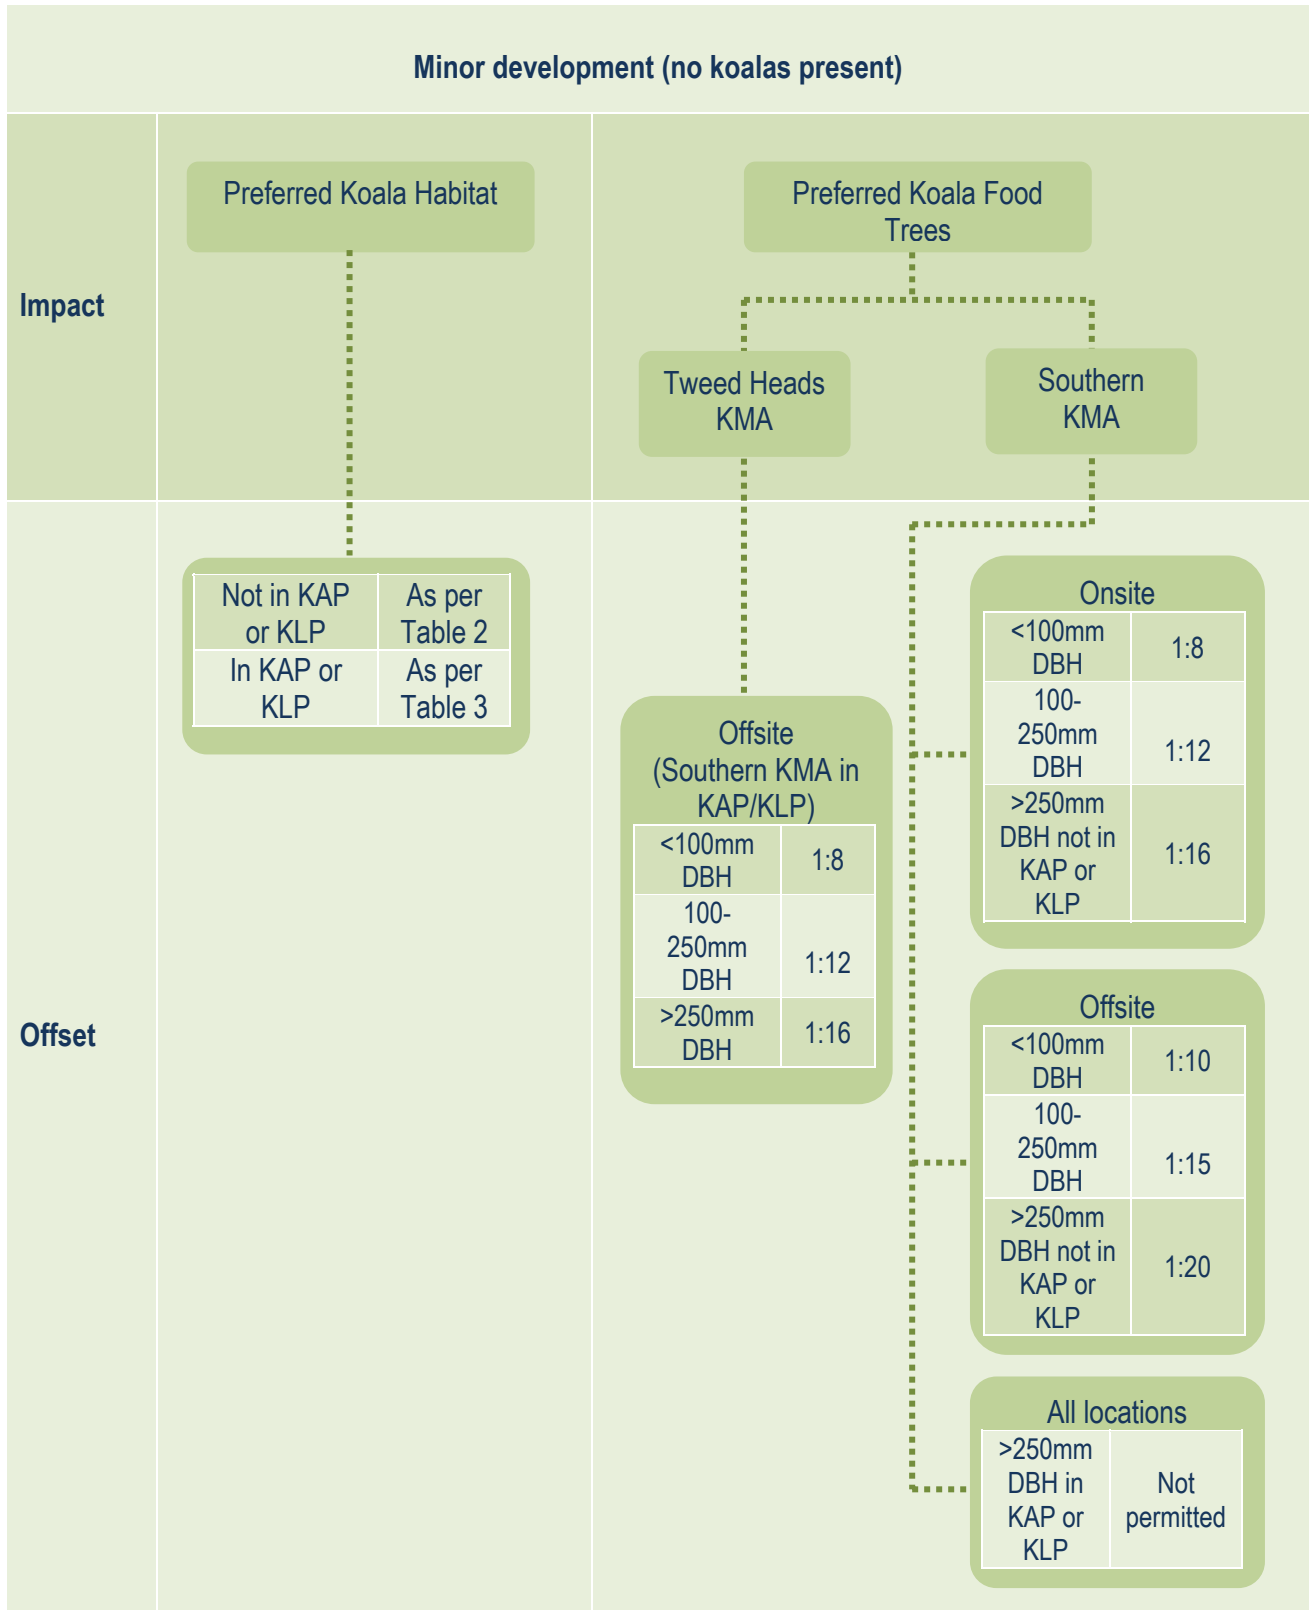 Minor development (no koalas present)
Impact
Preferred Koala Habitat
Preferred Koala Food
Trees
Tweed Heads
KMA
Southern
KMA
Offset
Not in KAP
or KLP
As per
Table 2
In KAP or
KLP
As per
Table 3
Offsite
(Southern KMA in
KAP/KLP)
<100mm
DBH
1:8
100-
250mm
DBH
1:12
>250mm
DBH
1:16
Onsite
<100mm
DBH
1:8
100-
250mm
DBH
1:12
>250mm
DBH not in
KAP or
KLP
1:16
Offsite
<100mm
DBH
1:10
100-
250mm
DBH
1:15
>250mm
DBH not in
KAP or
KLP
1:20
All locations
>250mm
DBH in
KAP or
KLP
Not
permitted